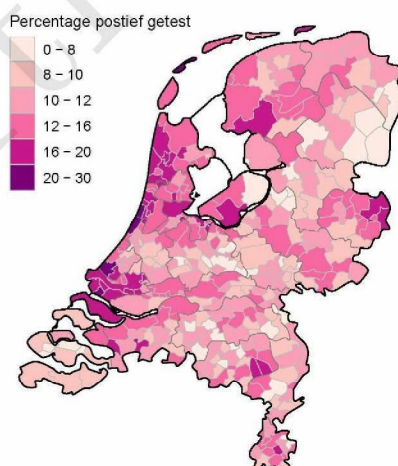 Percentage postief getest
0 – 8
8 – 10
10 – 12
12 – 16
16 – 20
20 – 30